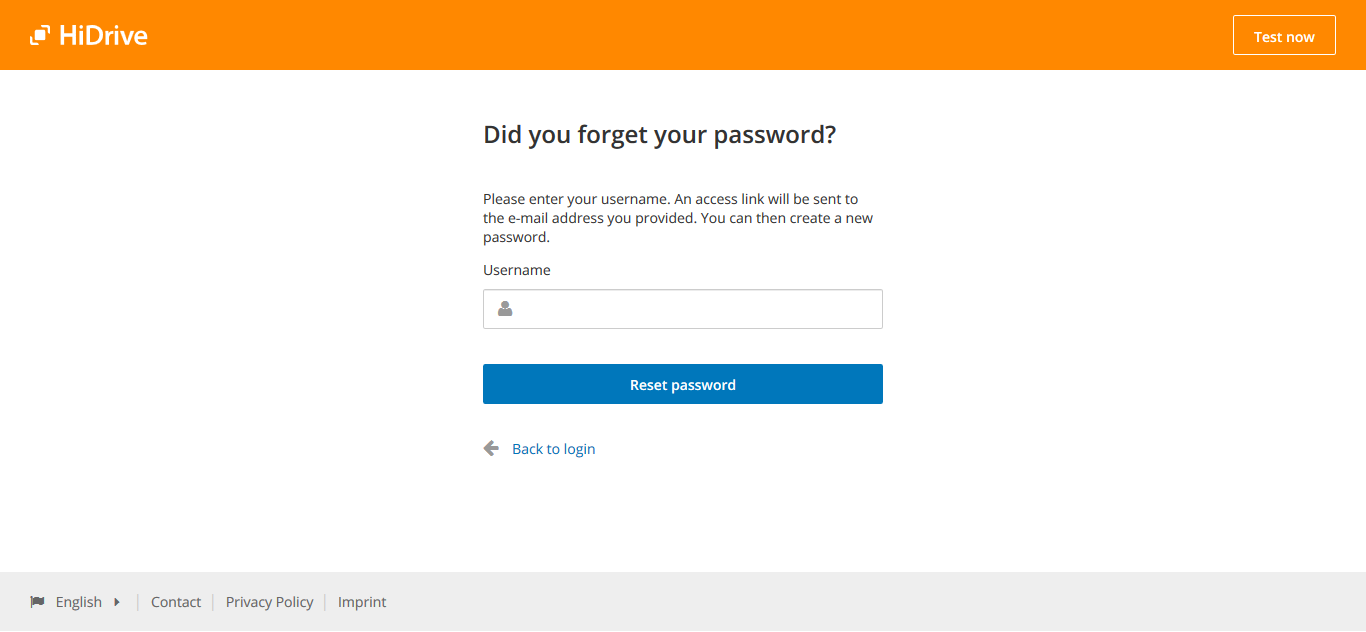 HiDrive
Test now
Did you forget your password?
Please enter your username. An access link will be sent to
the e-mail address you provided. You can then create a new
password.
Username
Reset password
Back to login
English
Contact
Privacy Policy
Imprint